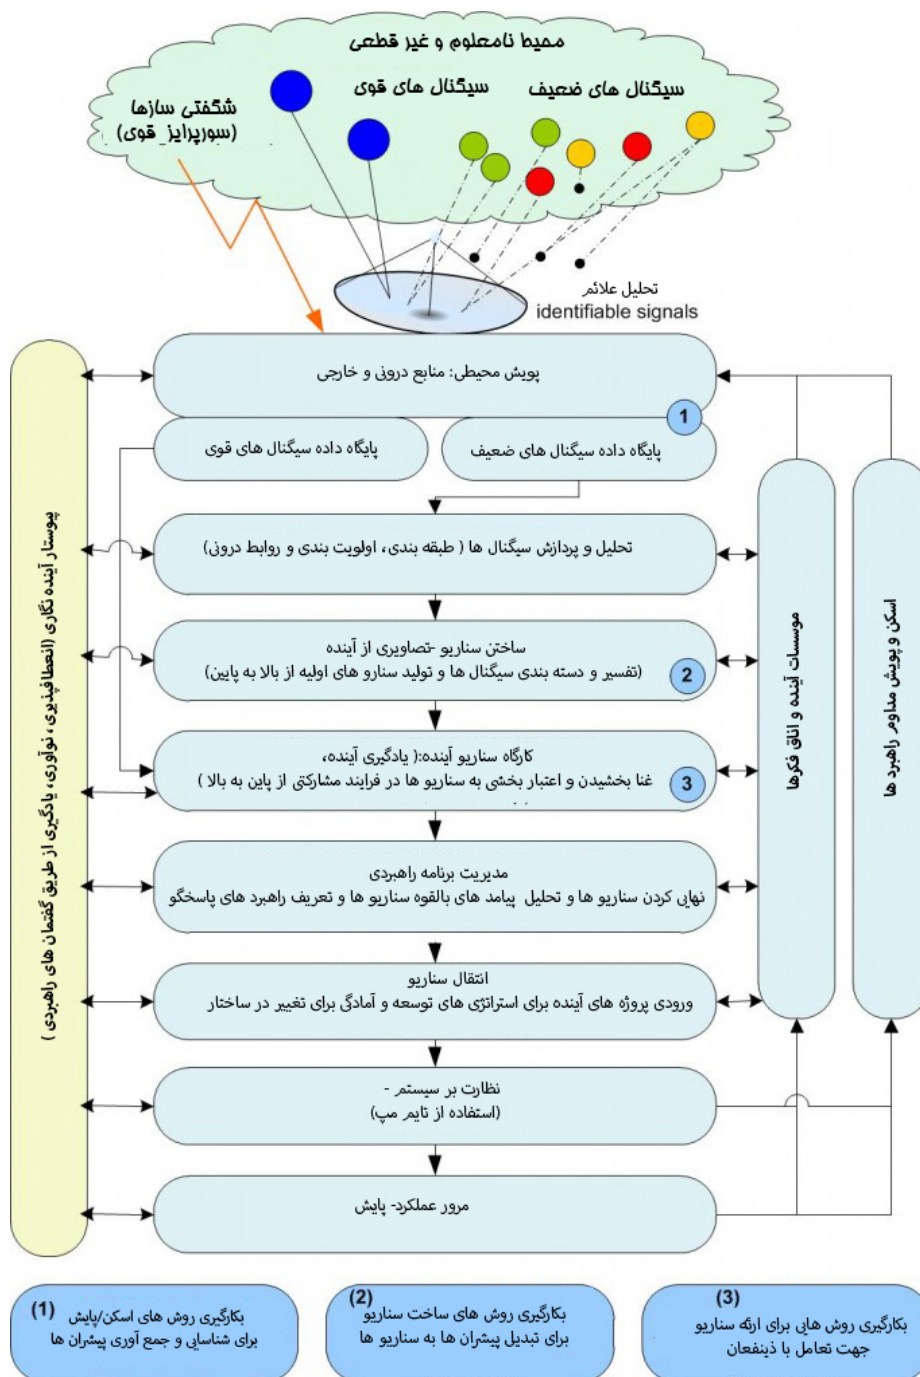 محیط نامعلوم و غیر قطعی
سیگنال های ضعیف
سیگنال های قوی
شگفتی سازها
(سورپرایز قوی)
تحلیل علائم
identifiable signals
پویش محیطی: منابع درونی و خارجی
1
پایگاه داده سیگنال های ضعیف
پایگاه داده سیگنال های قوی
تحلیل و پردازش سیگنال ها ( طبقه بندی، اولویت بندی و روابط درونی)
ساختن سناریو -تصاویری از آینده
(تفسیر و دسته بندی سیگنال ها و تولید سنارو های اولیه از بالا به پایین)
2
کارگاه سناریو آینده:( یادگیری آینده،
غنا بخشیدن و اعتبار بخشی به سناریو ها در فرایند مشارکتی از پاین به بالا )
3
مدیریت برنامه راهبردی
نهایی کردن سناریو ها و تحلیل پیامد های بالقوه سناریو ها و تعریف راهبرد های پاسخگو
انتقال سناریو
ورودی پروژه های آینده برای استراتژی های توسعه و آمادگی برای تغییر در ساختار
نظارت بر سیستم -
(استفاده از تایم مپ)
مرور عملکرد- پایش
موسسات آینده و اتاق فکرها
اسکن و پویش مداوم راهبرد ها
پیوستار آینده نگاری (انعطافپذیری، نوآوری، یادگیری از طریق گفتمان های راهبردی )
(1)
بکارگیری روش های اسکن/پایش
برای شناسایی و جمع آوری پیشران ها
(2)
بکارگیری روش های ساخت سناریو
برای تبدیل پیشران ها به سناریو ها
(3)
بکارگیری روش هایی برای ارئه سناریو
جهت تعامل با ذینفعان